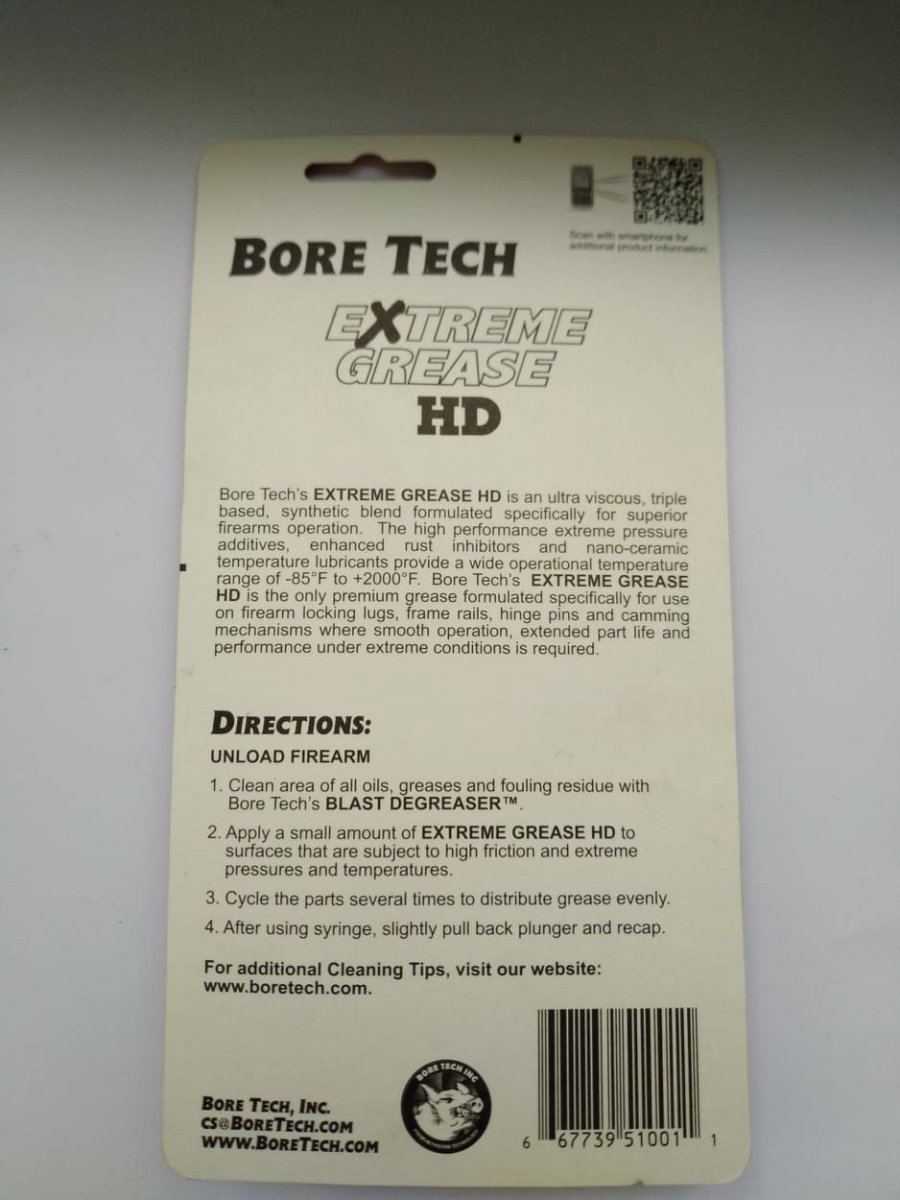 Scan with smartphone for
additional product information.
BORE TECH
EXTREME
GREASE
HD
Bore Tech's EXTREME GREASE HD is an ultra viscous, triple
based, synthetic blend formulated specifically for superior
firearms operation. The high performance extreme pressure
additives, enhanced rust inhibitors and nano-ceramic
temperature lubricants provide a wide operational temperature
range of -85°F to +2000°F. Bore Tech's EXTREME GREASE
HD is the only premium grease formulated specifically for use
on firearm locking lugs, frame rails, hinge pins and camming
mechanisms where smooth operation, extended part life and
performance under extreme conditions is required.
DIRECTIONS:
UNLOAD FIREARM
1. Clean area of all oils, greases and fouling residue with
Bore Tech's BLAST DEGREASER™.
2. Apply a small amount of EXTREME GREASE HD to
surfaces that are subject to high friction and extreme
pressures and temperatures.
3. Cycle the parts several times to distribute grease evenly.
4. After using syringe, slightly pull back plunger and recap.
For additional Cleaning Tips, visit our website:
www.boretech.com.
BORE TECH, INC.
CS@BORETECH.COM
WWW.BORETECH.COM
BORE TECH INC
6 67739 51001 1